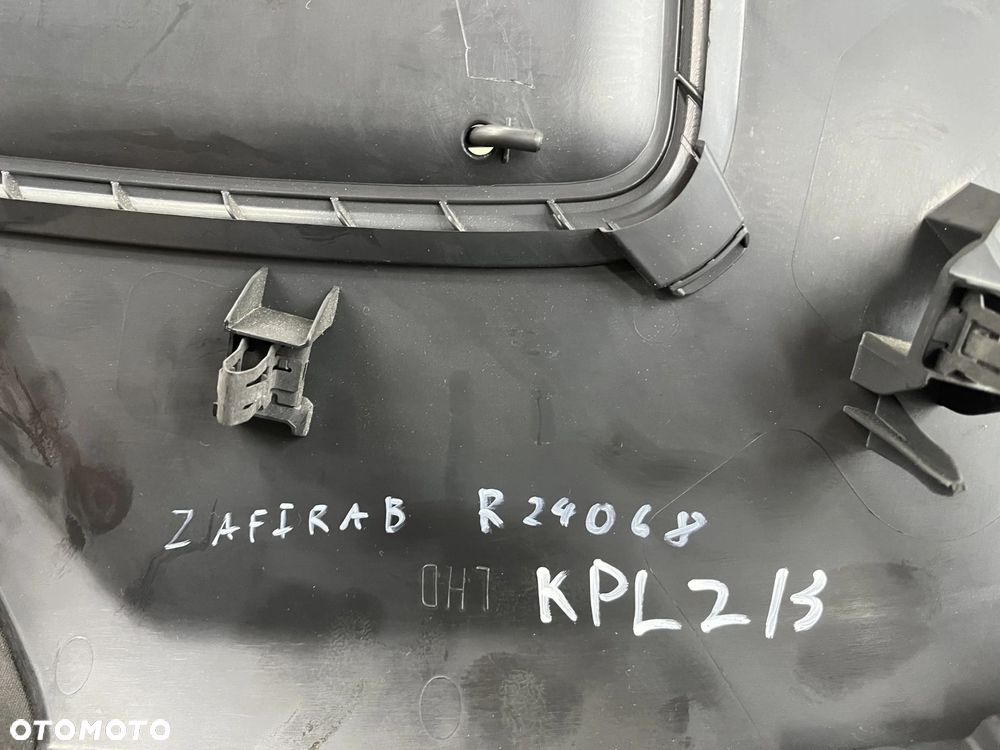 ZAFIRAB R24068
LHD KPL2/3
OTOMOTO